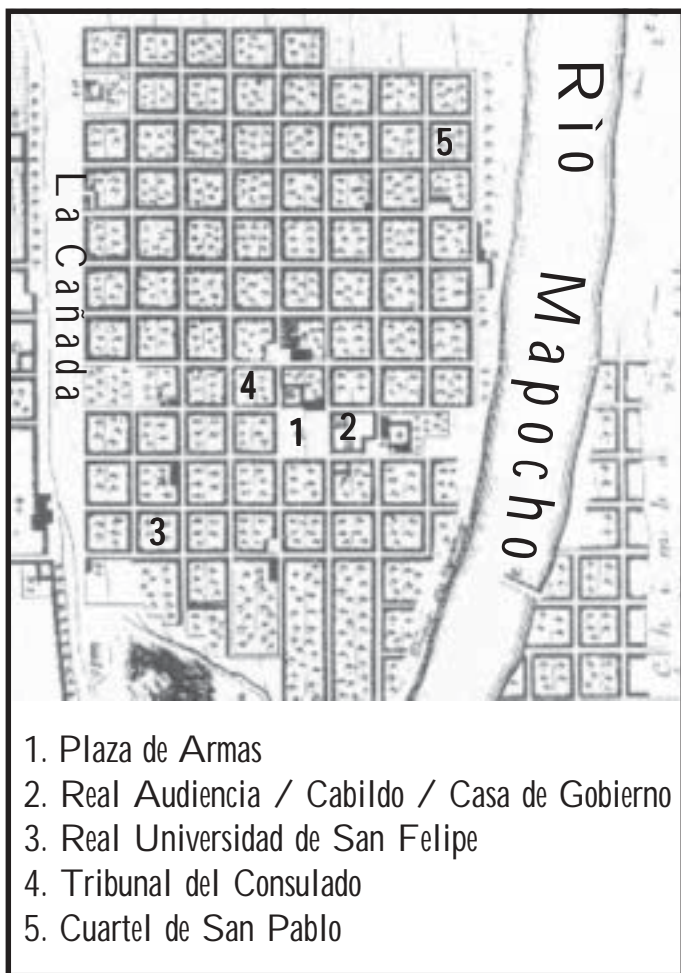 Rìo Mapocho
La Cañada
5
4
1
2
3
1. Plaza de Armas
2. Real Audiencia / Cabildo / Casa de Gobierno
3. Real Universidad de San Felipe
4. Tribunal del Consulado
5. Cuartel de San Pablo